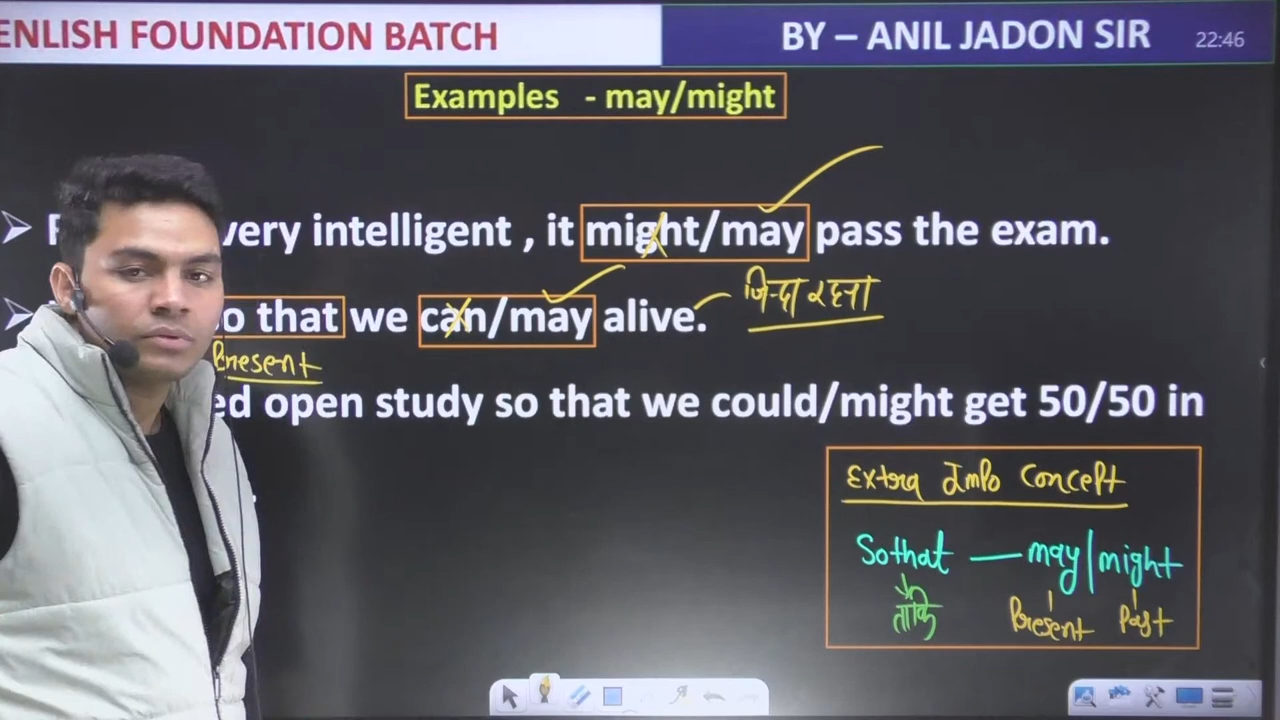 ENLISH FOUNDATION BATCH
BY – ANIL JADON SIR
22:46
Examples - may/might
very intelligent , it might/may pass the exam.
so that we can/may alive.
जिन्दा रहना
Present
ed open study so that we could/might get 50/50 in
Extra Info Concept
So that — may/might
ताकि
Present Past